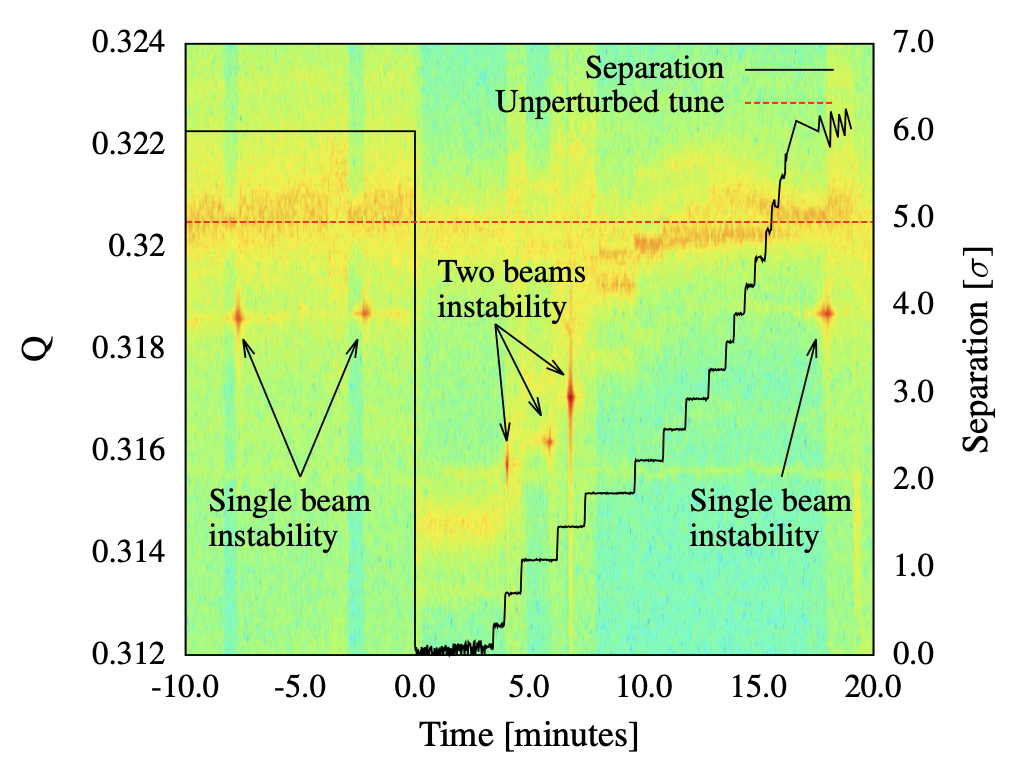 0.324
0.322
0.32
0.318
0.316
0.314
0.312
Q
Separation
Unperturbed tune
Two beams
instability
Single beam
instability
Single beam
instability
7.0
6.0
5.0
4.0
3.0
2.0
1.0
0.0
Separation [σ]
-10.0 -5.0 0.0 5.0 10.0 15.0 20.0
Time [minutes]